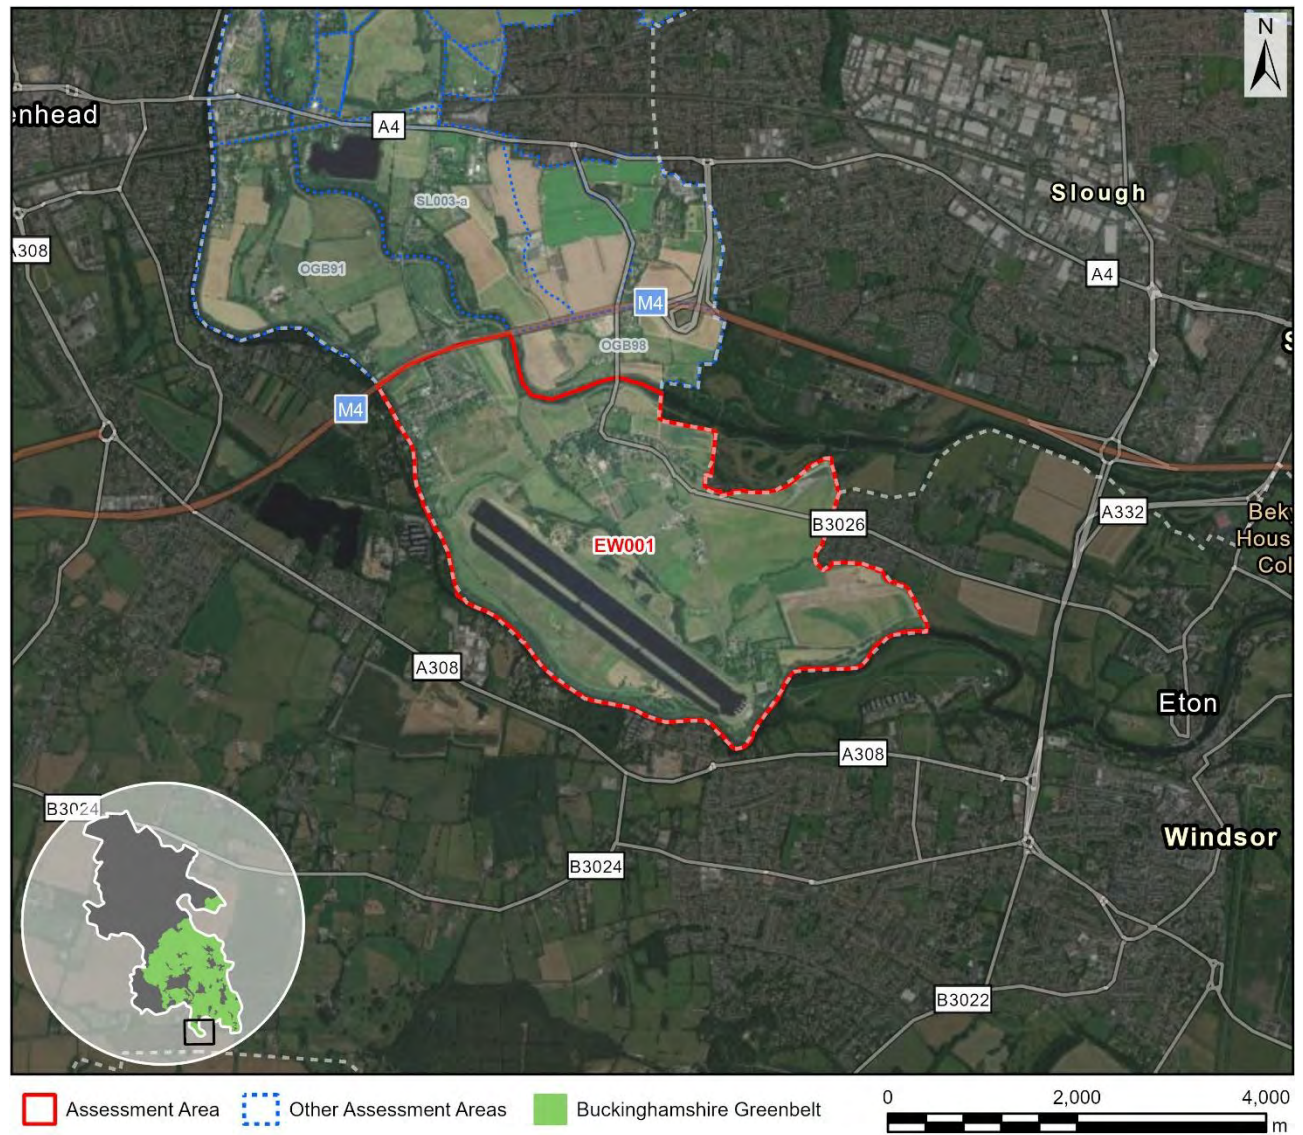 N
enhead
A4
SL003-a
Slough
A308
OGB91
A4
M4
OGB98
M4
A332
B3026
Bek
Hous
Col
EW001
A308
Eton
A308
B3024
Windsor
B3024
B3022
Assessment Area
Other Assessment Areas
Buckinghamshire Greenbelt
0
2,000
4,000
m